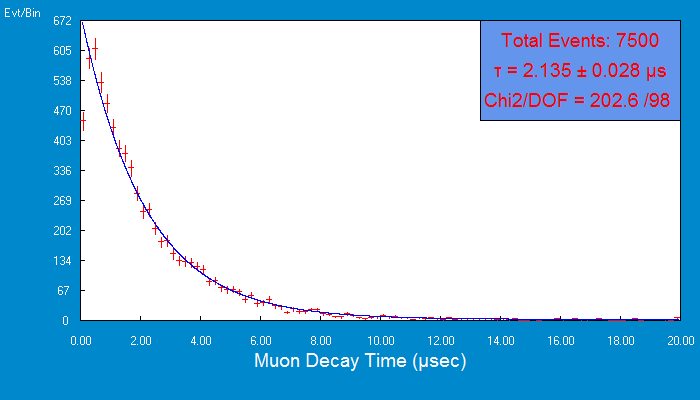 Evt/Bin
672
605
538
470
403
336
269
202
134
67
0
Total Events: 7500
τ = 2.135 ± 0.028 µs
Chi2/DOF = 202.6 /98
0.00 2.00 4.00 6.00 8.00 10.00 12.00 14.00 16.00 18.00 20.00
Muon Decay Time (µsec)